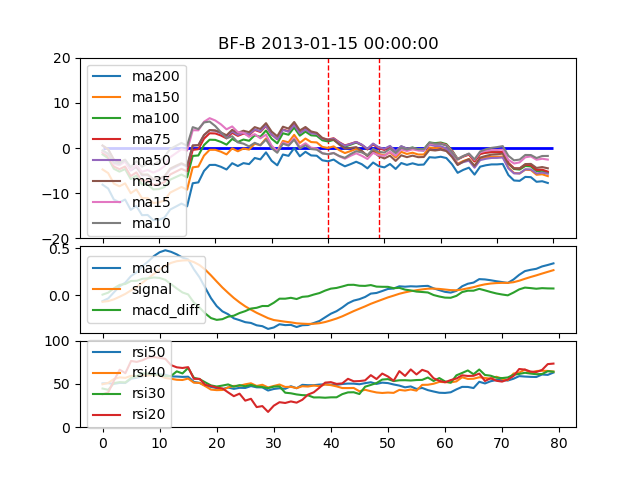 BF-B 2013-01-15 00:00:00
20
10
0
−10
−20
ma200
ma150
ma100
ma75
ma50
ma35
ma15
ma10
0.5
0.0
macd
signal
macd_diff
100
50
0
rsi50
rsi40
rsi30
rsi20
0 10 20 30 40 50 60 70 80